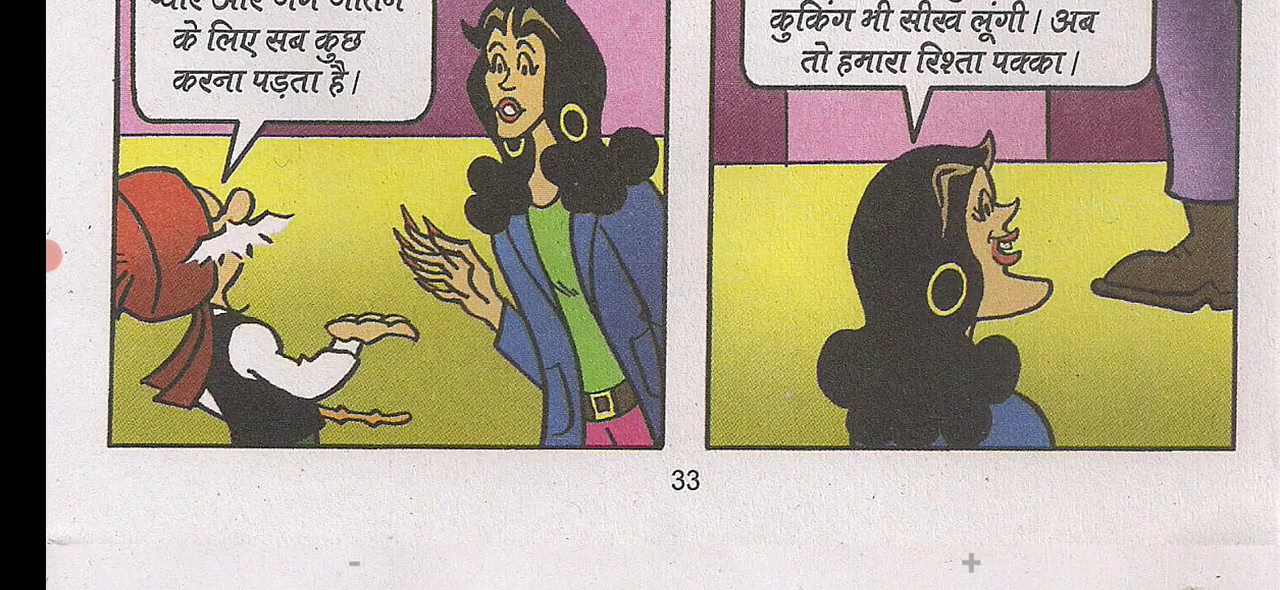 के लिए सब कुछ
करना पड़ता है।
कुकिंग भी सीख लूंगी। अब
तो हमारा रिश्ता पक्का।
33
-
+